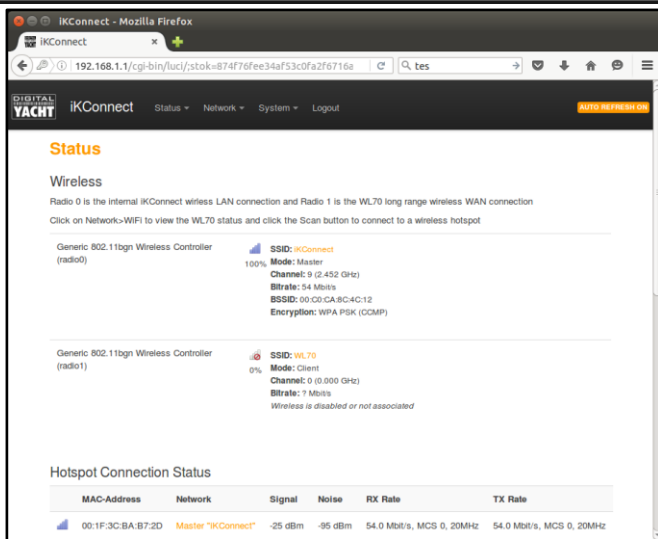 iKConnect - Mozilla Firefox
iKConnect
192.168.1.1/cgi-bin/luci/;stok=874f76fee34af53c0fa2f6716a
tes
DIGITAL
YACHT
iKConnect Status Network System Logout AUTO REFRESH ON
Status
Wireless
Radio 0 is the internal iKConnect wirless LAN connection and Radio 1 is the WL70 long range wireless WAN connection
Click on Network>WiFi to view the WL70 status and click the Scan button to connect to a wireless hotspot
Generic 802.11bgn Wireless Controller
(radio0)
100%
SSID: iKConnect
Mode: Master
Channel: 9 (2.452 GHz)
Bitrate: 54 Mbit/s
BSSID: 00:C0:CA:8C:4C:12
Encryption: WPA PSK (CCMP)
Generic 802.11bgn Wireless Controller
(radio1)
0%
SSID: WL70
Mode: Client
Channel: 0 (0.000 GHz)
Bitrate: ? Mbit/s
Wireless is disabled or not associated
Hotspot Connection Status
MAC-Address Network Signal Noise RX Rate TX Rate
00:1F:3C:BA:B7:2D Master "iKConnect" -25 dBm -95 dBm 54.0 Mbit/s, MCS 0, 20MHz 54.0 Mbit/s, MCS 0, 20MHz